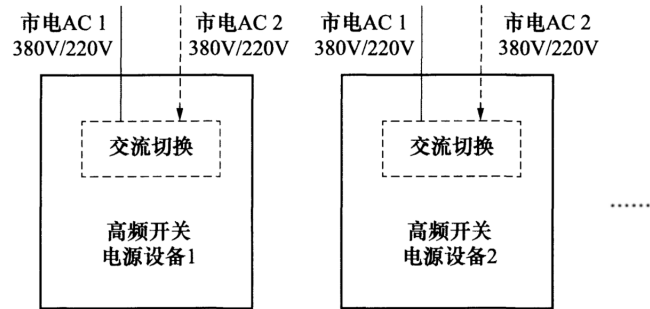 市电AC 1
380V/220V
市电AC 2
380V/220V
交流切换
高频开关
电源设备1
市电AC 1
380V/220V
市电AC 2
380V/220V
交流切换
高频开关
电源设备2
……